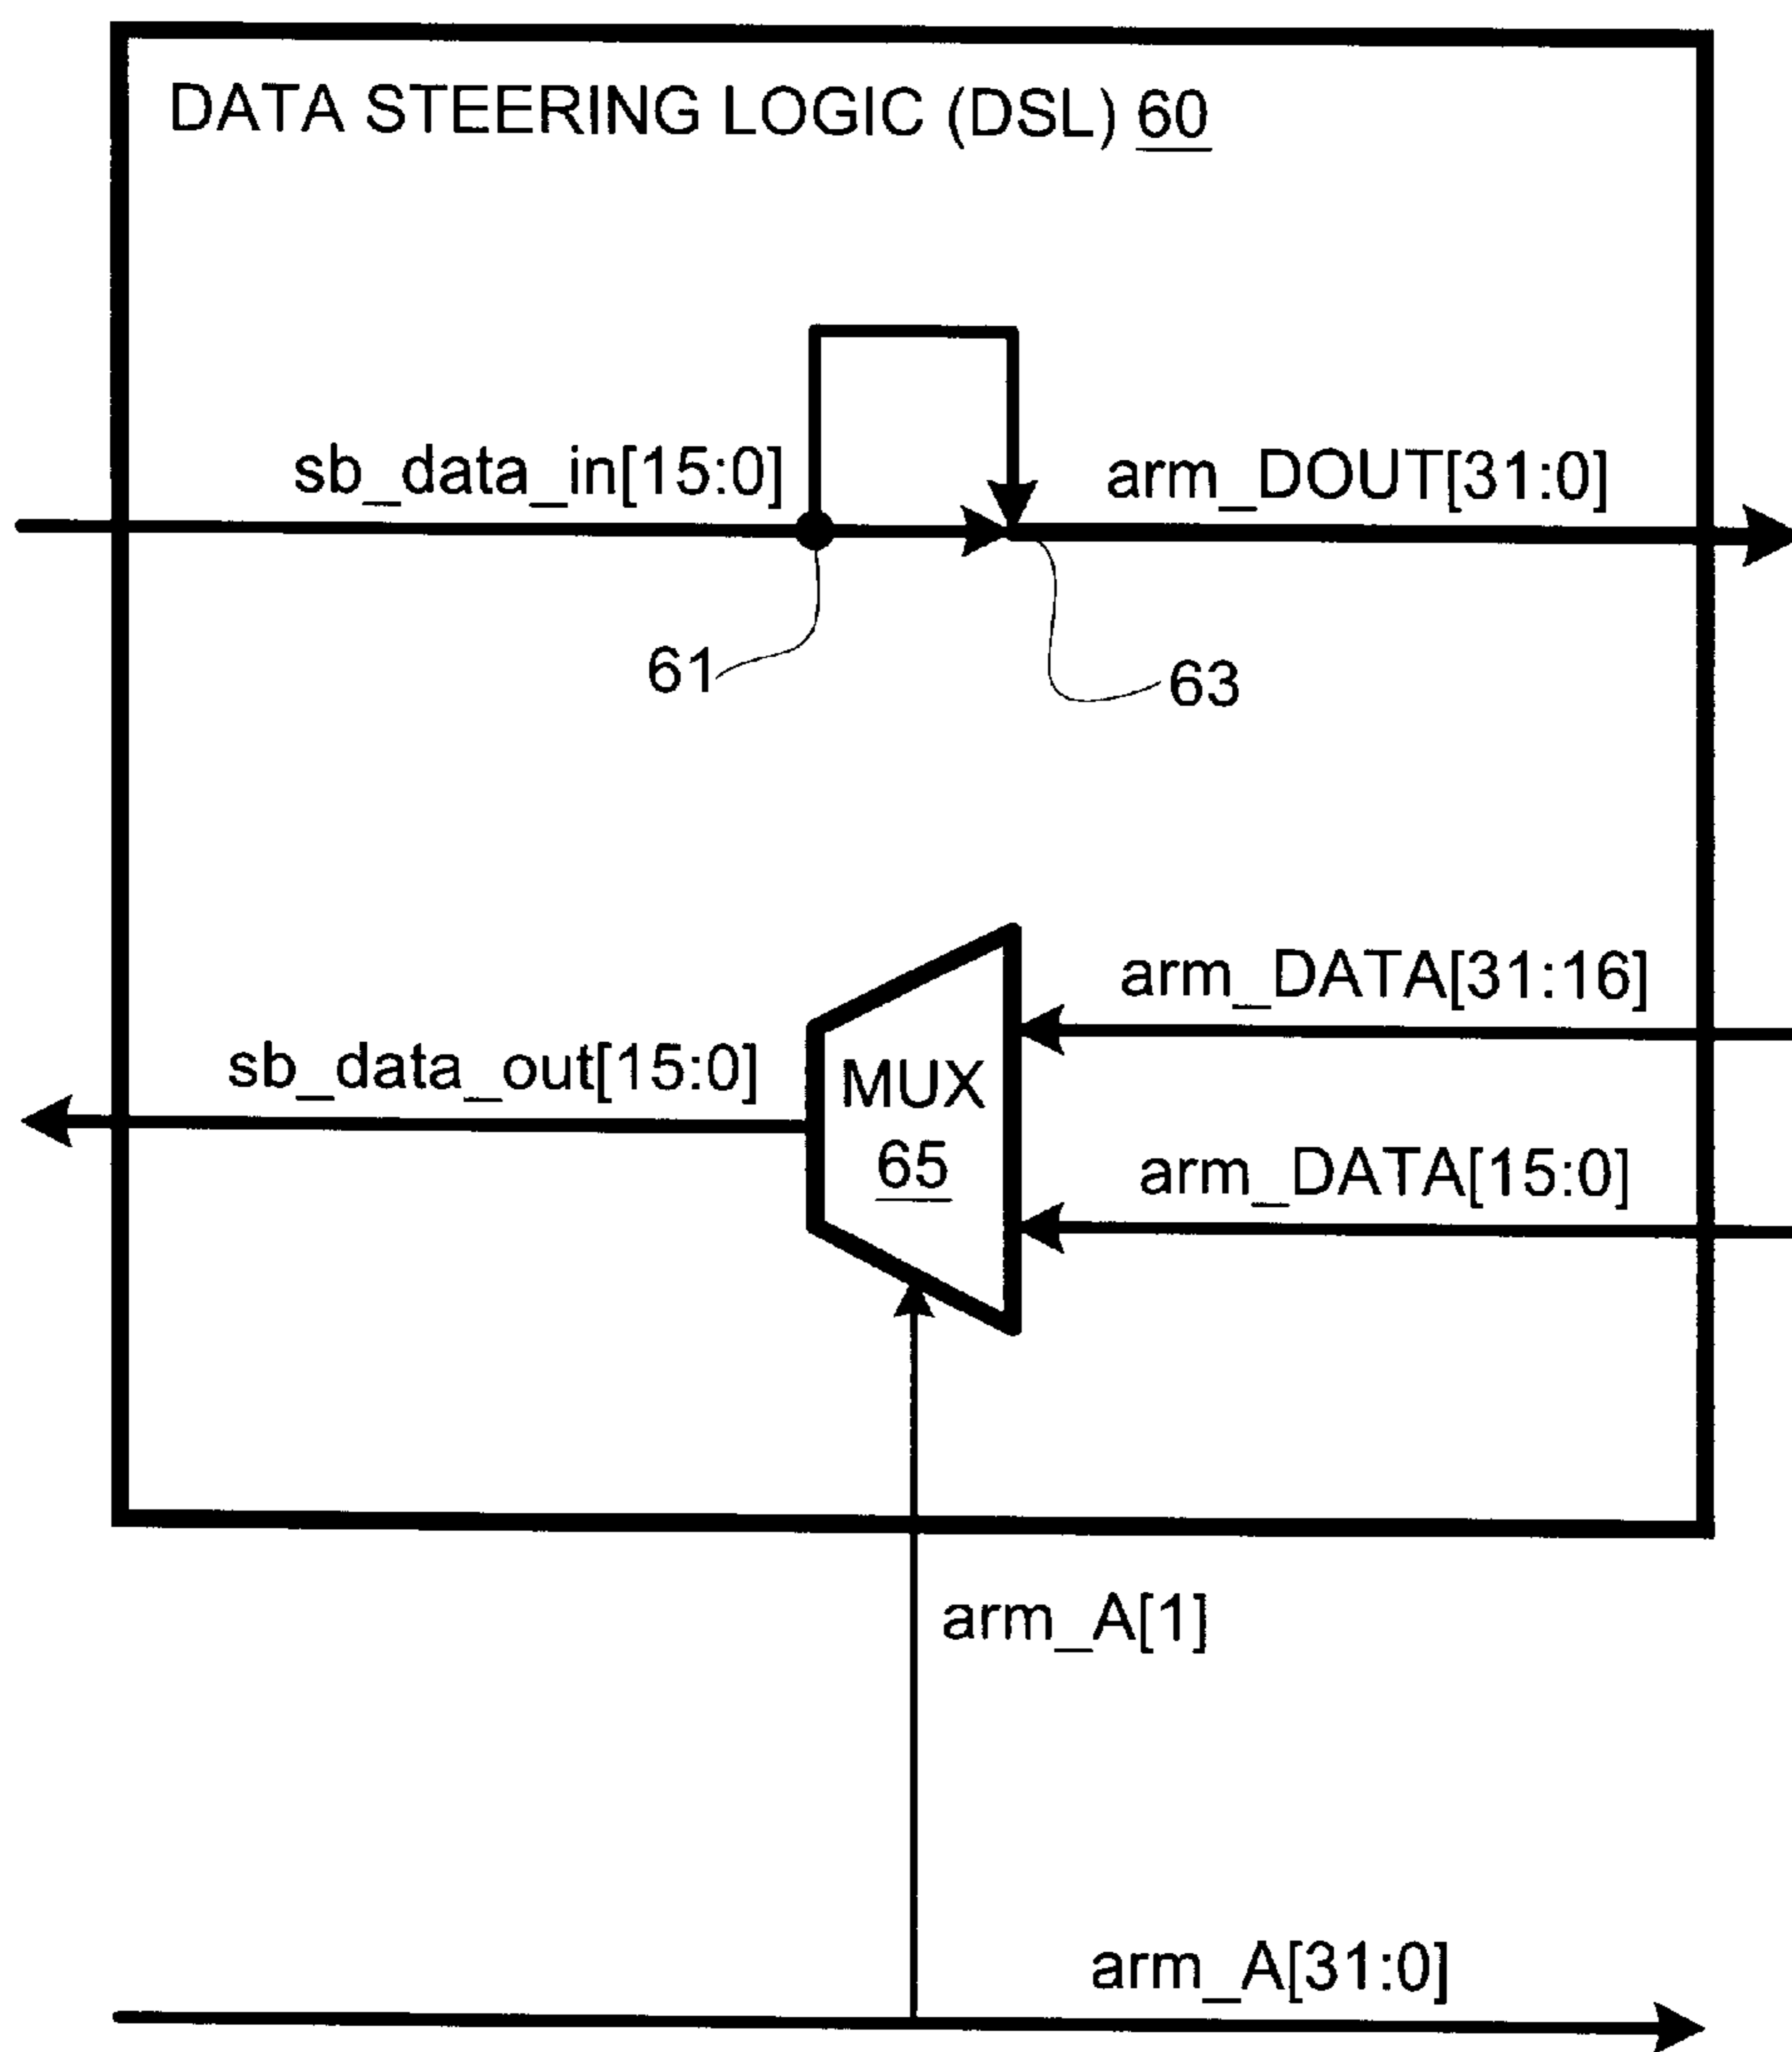 DATA STEERING LOGIC (DSL) 60
sb_data_in[15:0]
arm_DOUT[31:0]
61
63
arm_DATA[31:16]
sb_data_out[15:0]
MUX
65
arm_DATA[15:0]
arm_A[1]
arm_A[31:0]